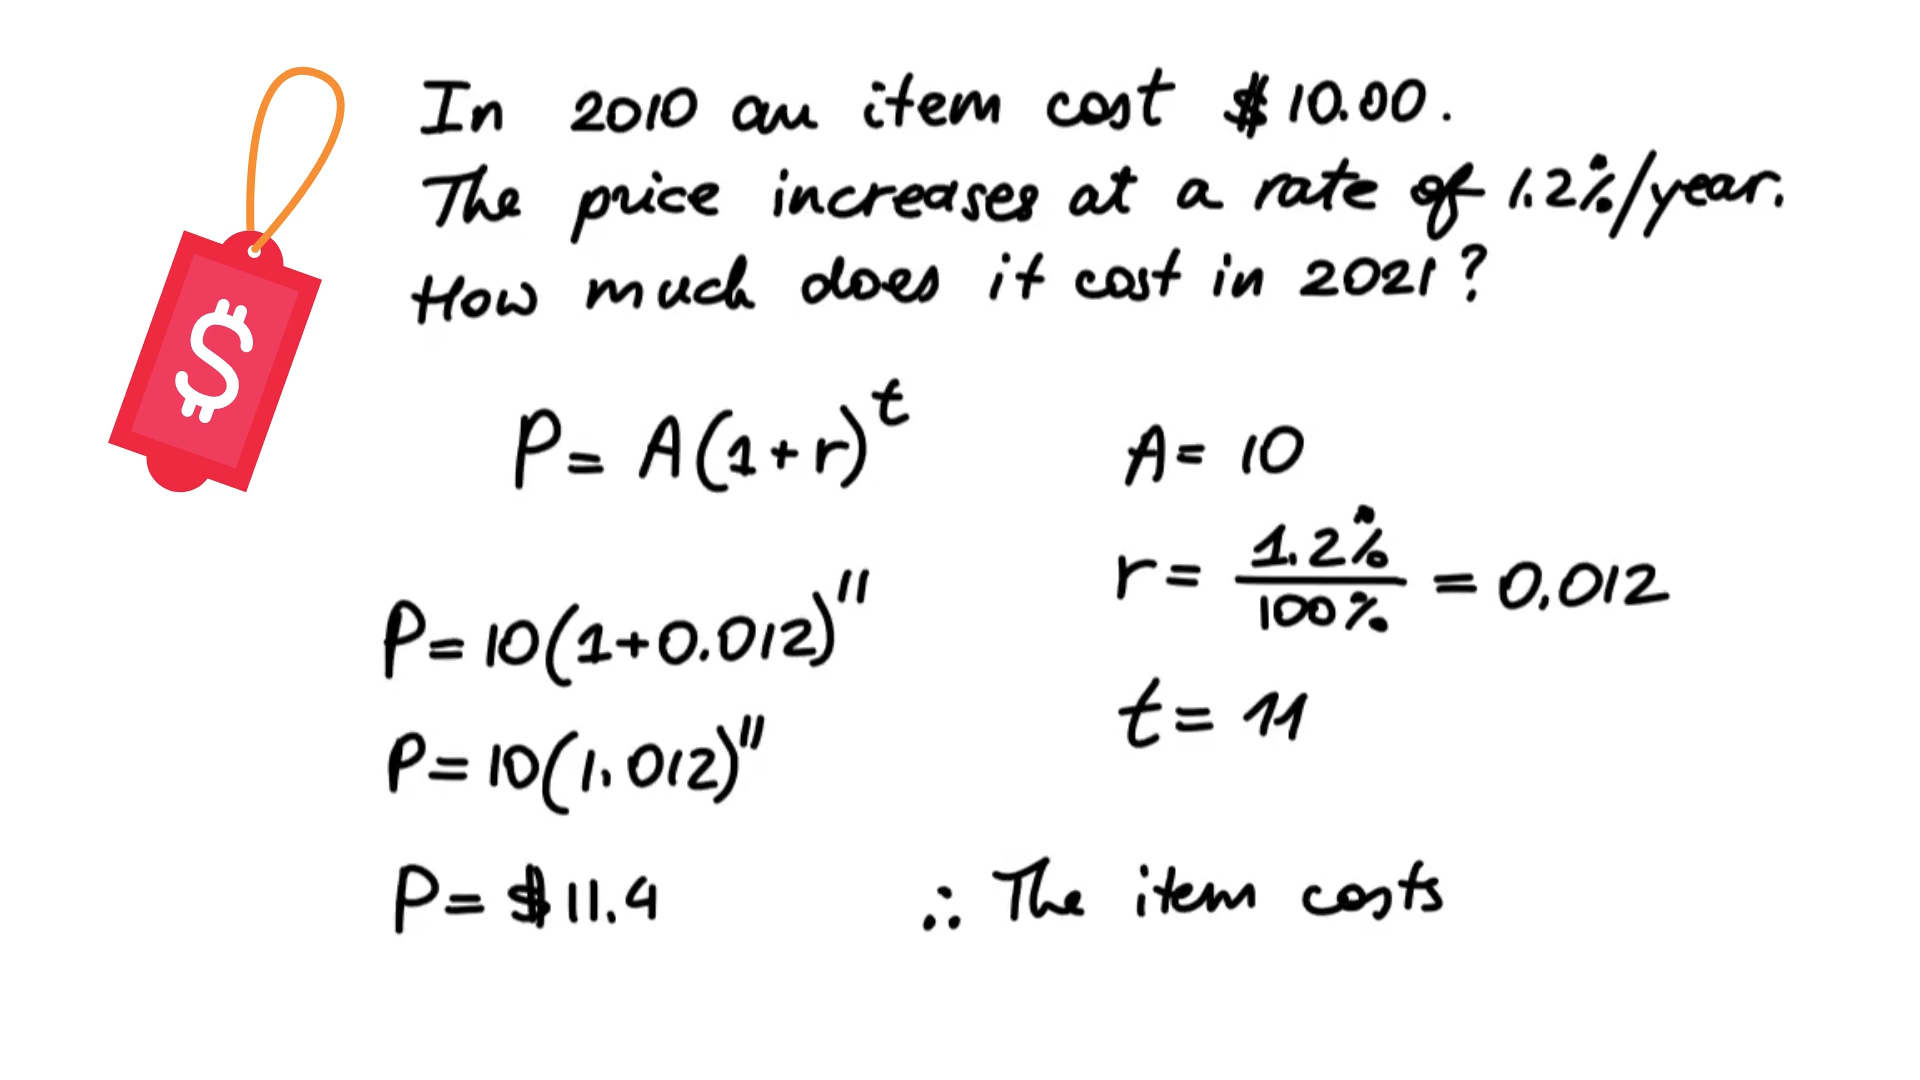 In 2010 an item cost $10.00.
The price increases at a rate of 1.2%/year.
How much does it cost in 2021?
$
P = A(1+r)^t
A = 10
r = 1.2%/100% = 0.012
P = 10(1+0.012)^11
t = 11
P = 10(1.012)^11
P = $11.4
∴ The item costs